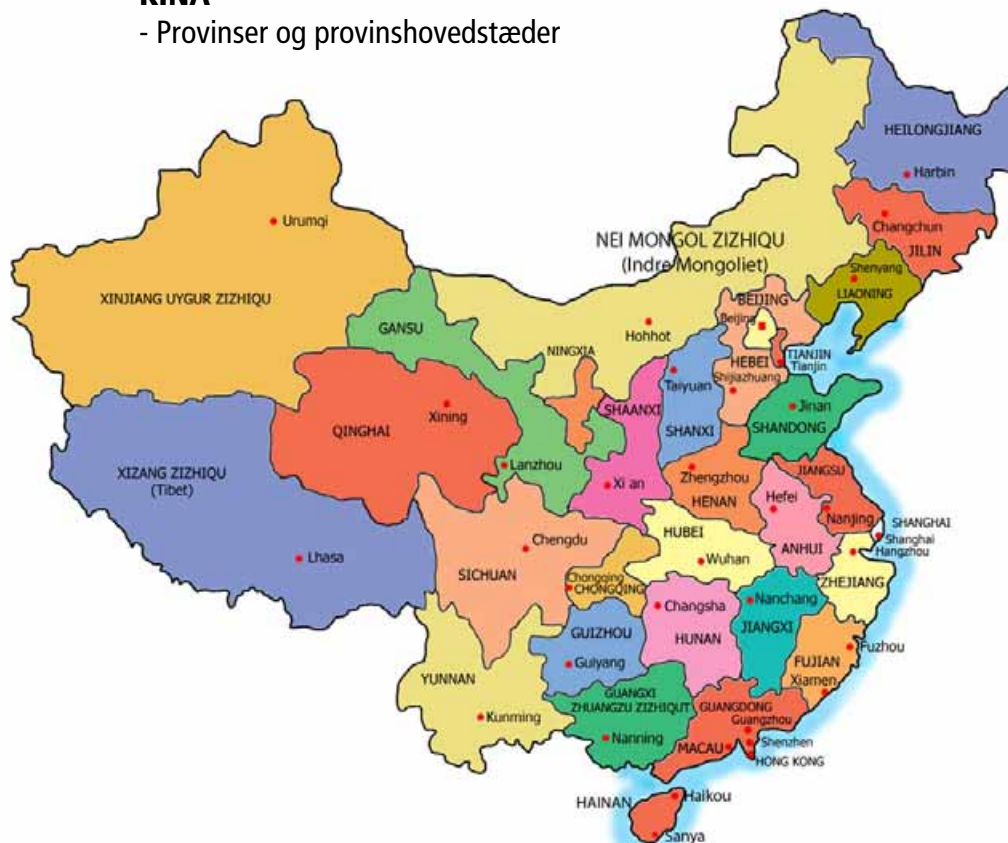 KINA
- Provinser og provinshovedstæder
HEILONGJIANG
Harbin
Changchun
JILIN
Urumqi
NEI MONGOL ZIZHIQU
(Indre Mongoliet)
Shenyang
LIAONING
XINJIANG UYGUR ZIZHIQU
BEIJING
Beijing
GANSU
Hohhot
NINGXIA
HEBEI
TIANJIN
Tianjin
Taiyuan
Shijiazhuang
Xining
SHAANXI
Jinan
QINGHAI
SHANXI
SHANDONG
XIZANG ZIZHIQU
(Tibet)
Lanzhou
Xi an
Zhengzhou
HENAN
JIANGSU
Hefei
Nanjing
SHANGHAI
Shanghai
HUBEI
ANHUI
Hangzhou
Chengdu
Lhasa
Wuhan
SICHUAN
Chongqing
CHONGQING
ZHEJIANG
Changsha
Nanchang
GUIZHOU
HUNAN
JIANGXI
Fuzhou
Guiyang
FUJIAN
YUNNAN
Xiamen
GUANGXI
ZHUANGZU ZIZHIQUT
GUANGDONG
Kunming
Guangzhou
Nanning
MACAU
Shenzhen
HONG KONG
HAINAN
Haikou
Sanya